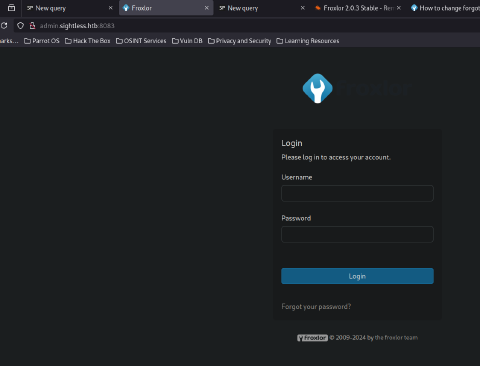 New query
Froxlor
New query
Froxlor 2.0.3 Stable - Rem
How to change forgot
admin.sightless.htb:8083
arks...
Parrot OS
Hack The Box
OSINT Services
Vuln DB
Privacy and Security
Learning Resources
froxlor
Login
Please log in to access your account.
Username
Password
Login
Forgot your password?
froxlor © 2009-2024 by the froxlor team